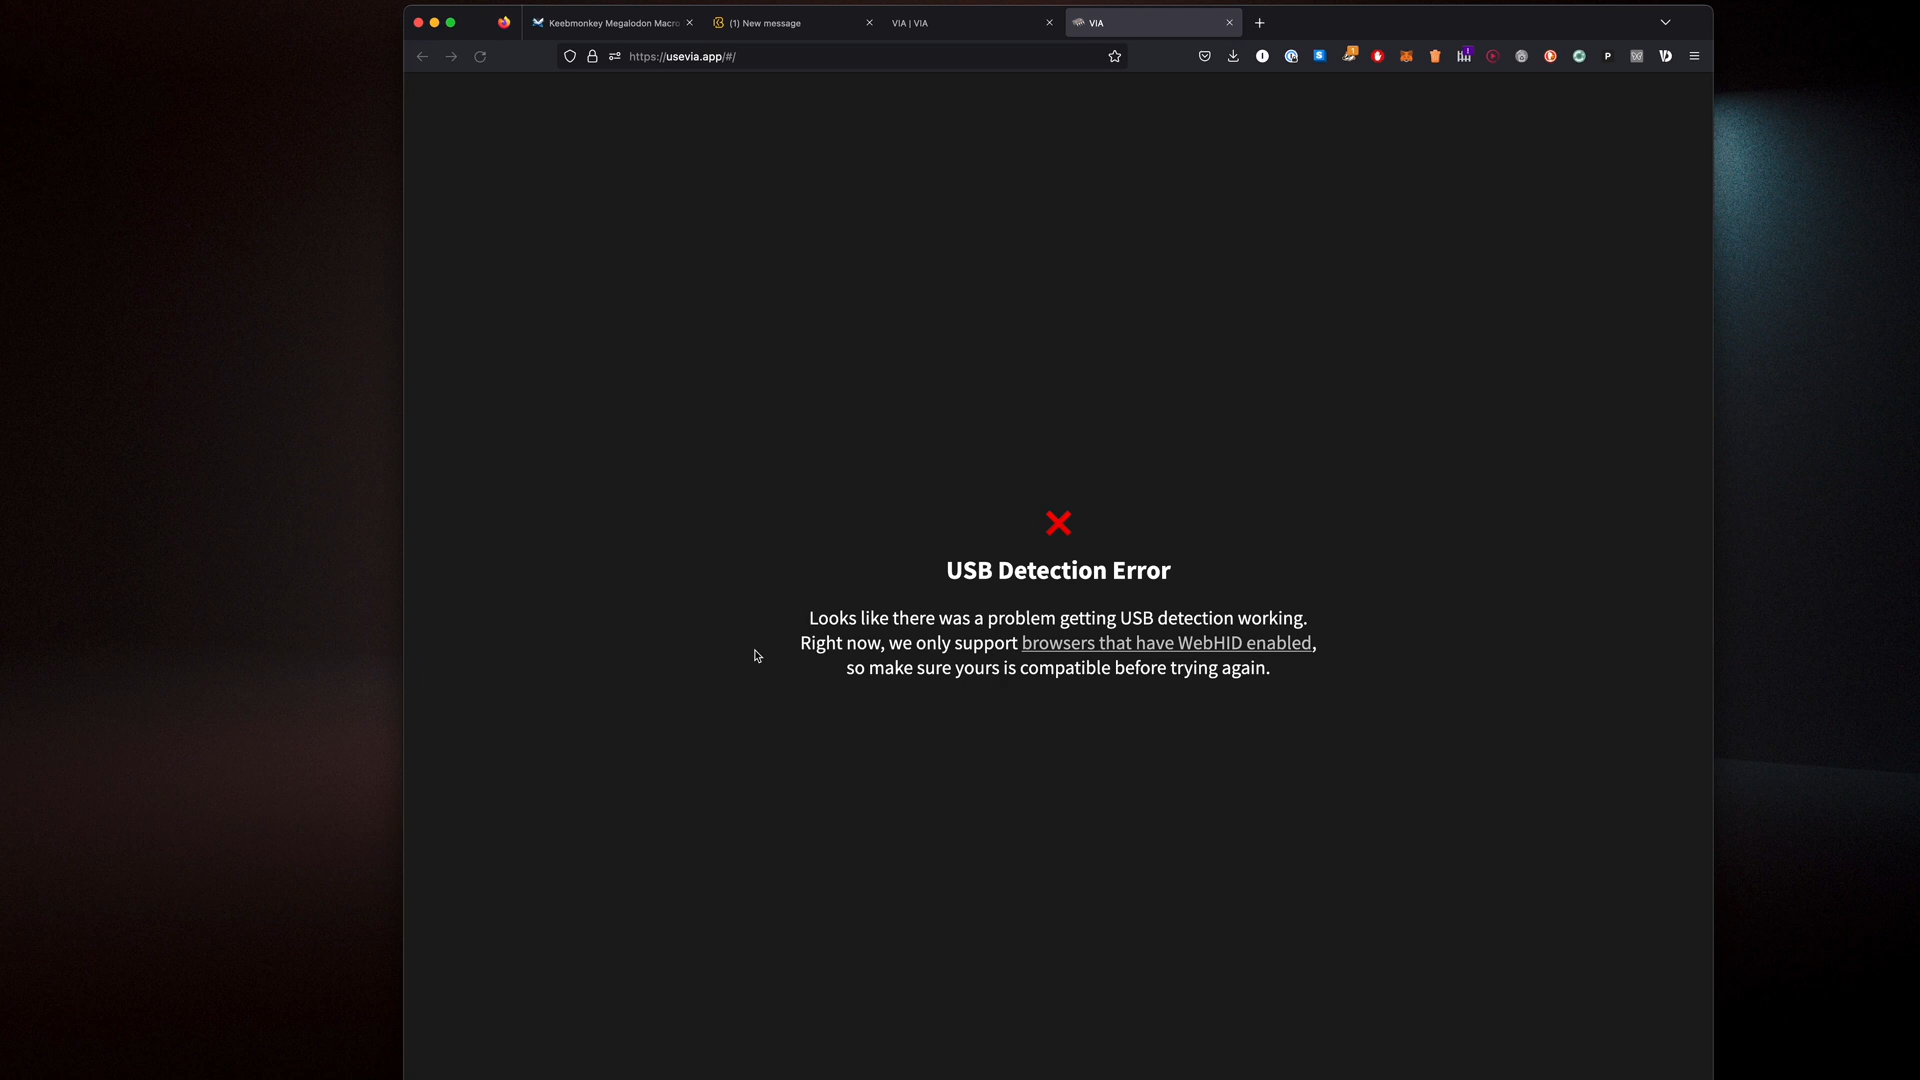 Keebmonkey Megalodon Macro
(1) New message
VIA | VIA
VIA
https://usevia.app/#/
USB Detection Error
Looks like there was a problem getting USB detection working.
Right now, we only support browsers that have WebHID enabled,
so make sure yours is compatible before trying again.